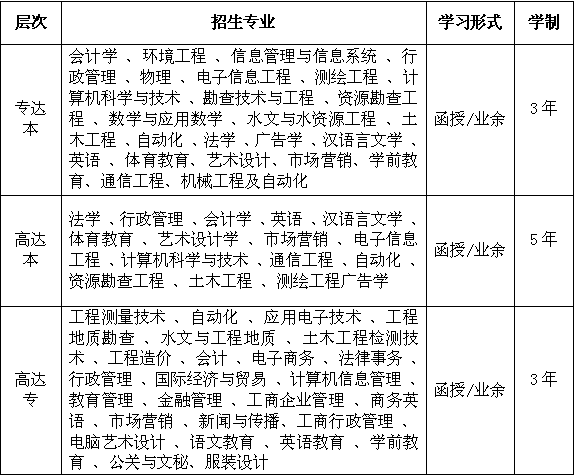 层次 招生专业 学习形式 学制
会计学 、 环境工程 、 信息管理与信息系统 、 行
政管理 、 物理 、 电子信息工程 、 测绘工程 、 计
算机科学与技术 、 勘查技术与工程 、 资源勘查工
程 、 数学与应用数学 、 水文与水资源工程 、 土
木工程 、自动化 、法学 、广告学 、汉语言文学 、
英语 、 体育教育、 艺术设计、 市场营销、 学前教
育、 通信工程、 机械工程及自动化
专达
本
函授/业余
3 年
法学 、行政管理 、会计学 、英语 、汉语言文学 、
体育教育 、 艺术设计学 、 市场营销 、 电子信息
工程 、计算机科学与技术 、通信工程 、自动化 、
资源勘查工程 、 土木工程 、 测绘工程广告学
高达
本
函授/业余
5 年
工程测量技术 、 自动化 、 应用电子技术 、 工程
地质勘查 、 水文与工程地质 、 土木工程检测技
术 、 工程造价 、 会计 、 电子商务 、 法律事务 、
行政管理 、国际经济与贸易 、计算机信息管理 、
教育管理 、 金融管理 、 工商企业管理 、 商务英
语 、 市场营销 、 新闻与传播、 工商行政管理 、
电脑艺术设计 、 语文教育 、 英语教育 、 学前教
育 、 公关与文秘、 服装设计
高达
专
函授/业余
3 年